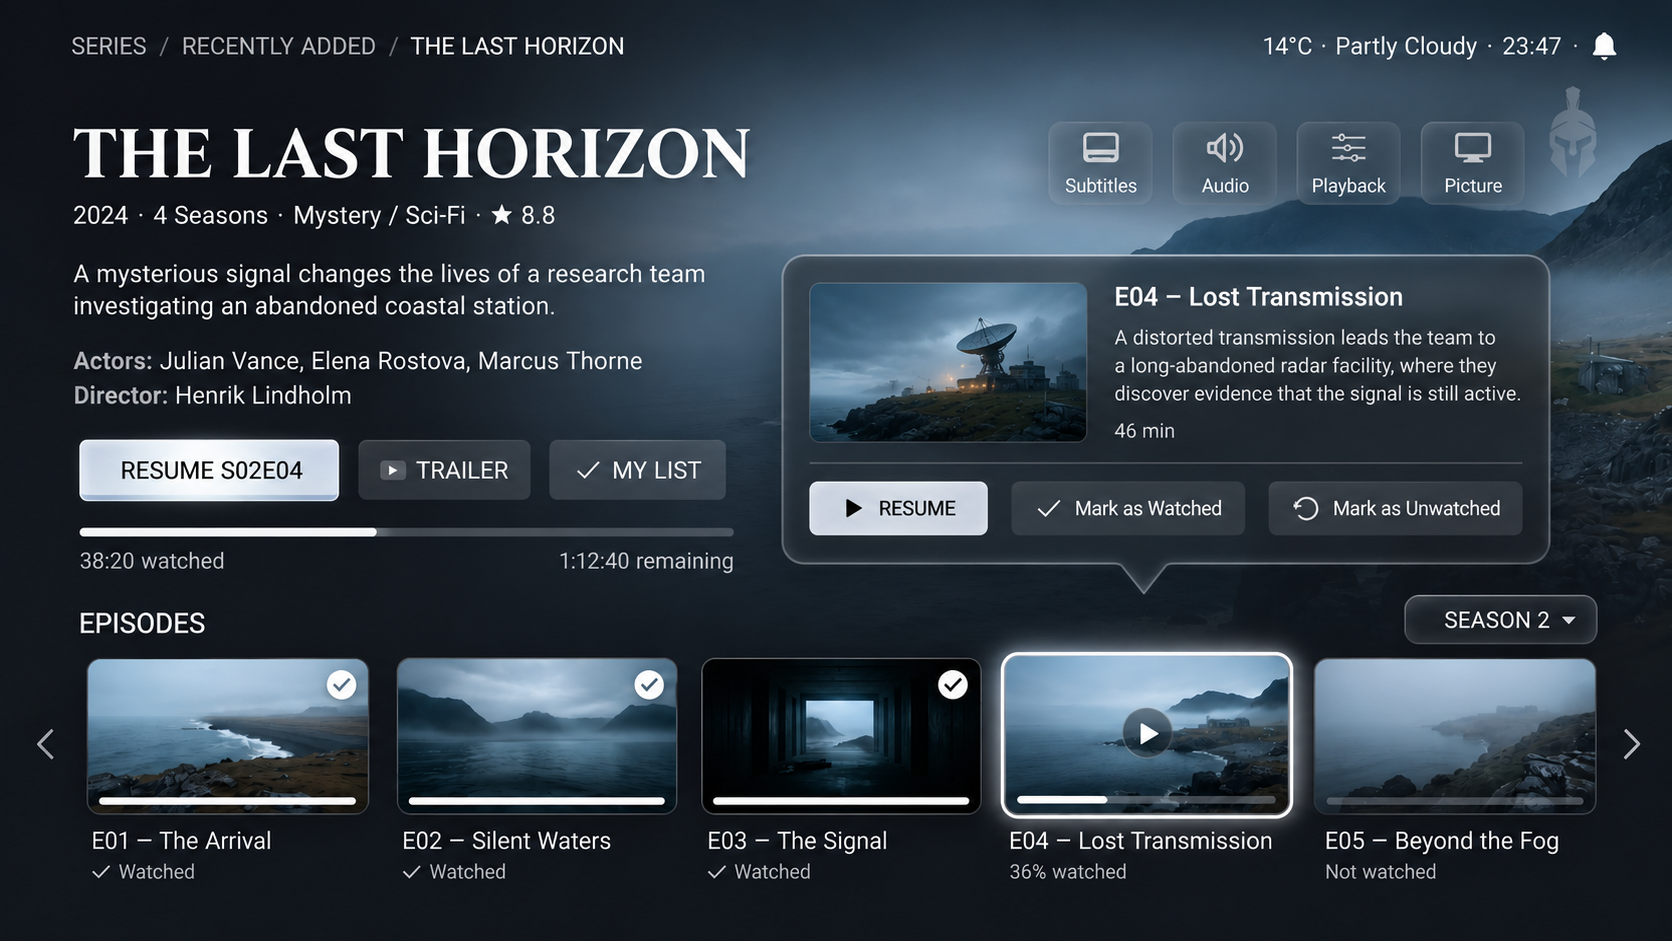 SERIES / RECENTLY ADDED / THE LAST HORIZON
14°C · Partly Cloudy · 23:47 ·
THE LAST HORIZON
2024 · 4 Seasons · Mystery / Sci-Fi · ★ 8.8
A mysterious signal changes the lives of a research team
investigating an abandoned coastal station.
Actors: Julian Vance, Elena Rostova, Marcus Thorne
Director: Henrik Lindholm
RESUME S02E04
TRAILER
MY LIST
38:20 watched
1:12:40 remaining
Subtitles
Audio
Playback
Picture
E04 – Lost Transmission
A distorted transmission leads the team to
a long-abandoned radar facility, where they
discover evidence that the signal is still active.
46 min
RESUME
Mark as Watched
Mark as Unwatched
EPISODES
SEASON 2
E01 – The Arrival
Watched
E02 – Silent Waters
Watched
E03 – The Signal
Watched
E04 – Lost Transmission
36% watched
E05 – Beyond the Fog
Not watched